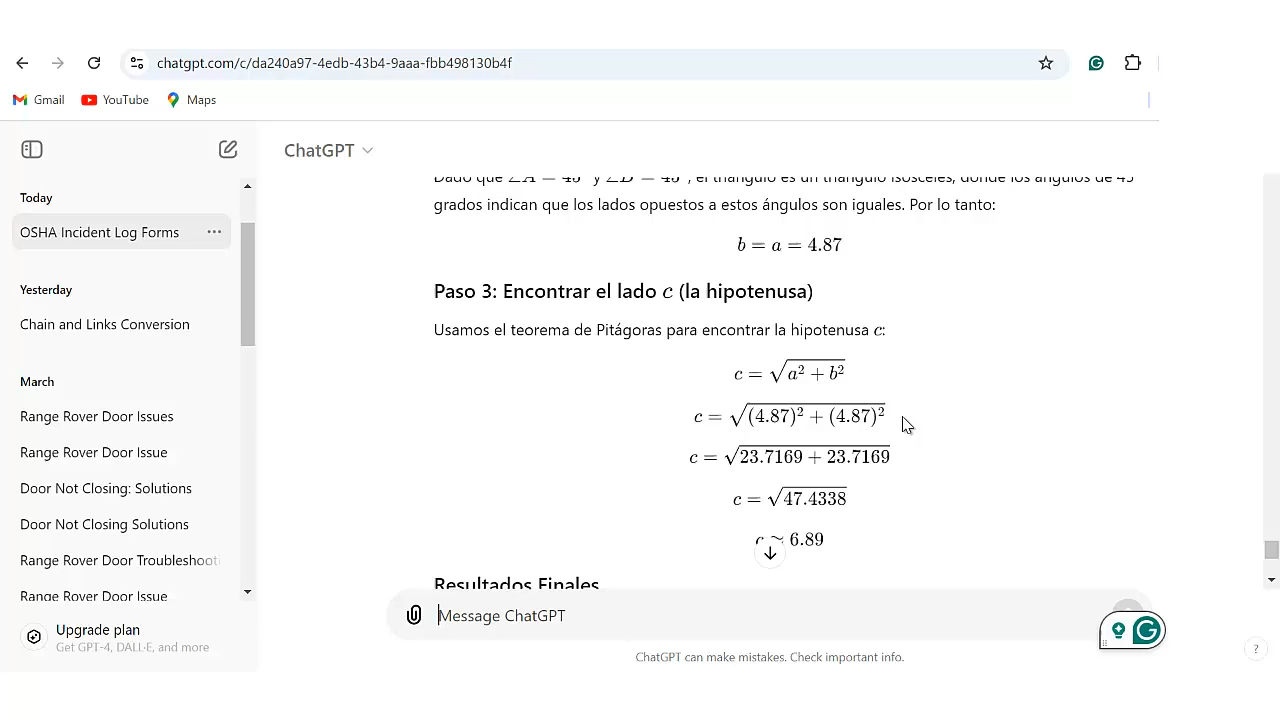 chatgpt.com/c/da240a97-4edb-43b4-9aaa-fbb498130b4f
Gmail YouTube Maps
ChatGPT
Today
OSHA Incident Log Forms
Yesterday
Chain and Links Conversion
March
Range Rover Door Issues
Range Rover Door Issue
Door Not Closing: Solutions
Door Not Closing Solutions
Range Rover Door Troubleshoot
Range Rover Door Issue
Upgrade plan
Get GPT-4, DALL·E, and more
, el triángulo es un triángulo isósceles, donde los ángulos de 45
grados indican que los lados opuestos a estos ángulos son iguales. Por lo tanto:
b = a = 4.87
Paso 3: Encontrar el lado c (la hipotenusa)
Usamos el teorema de Pitágoras para encontrar la hipotenusa c:
c = √(a² + b²)
c = √((4.87)² + (4.87)²)
c = √(23.7169 + 23.7169)
c = √47.4338
c ≈ 6.89
Resultados Finales
Message ChatGPT
ChatGPT can make mistakes. Check important info.
?